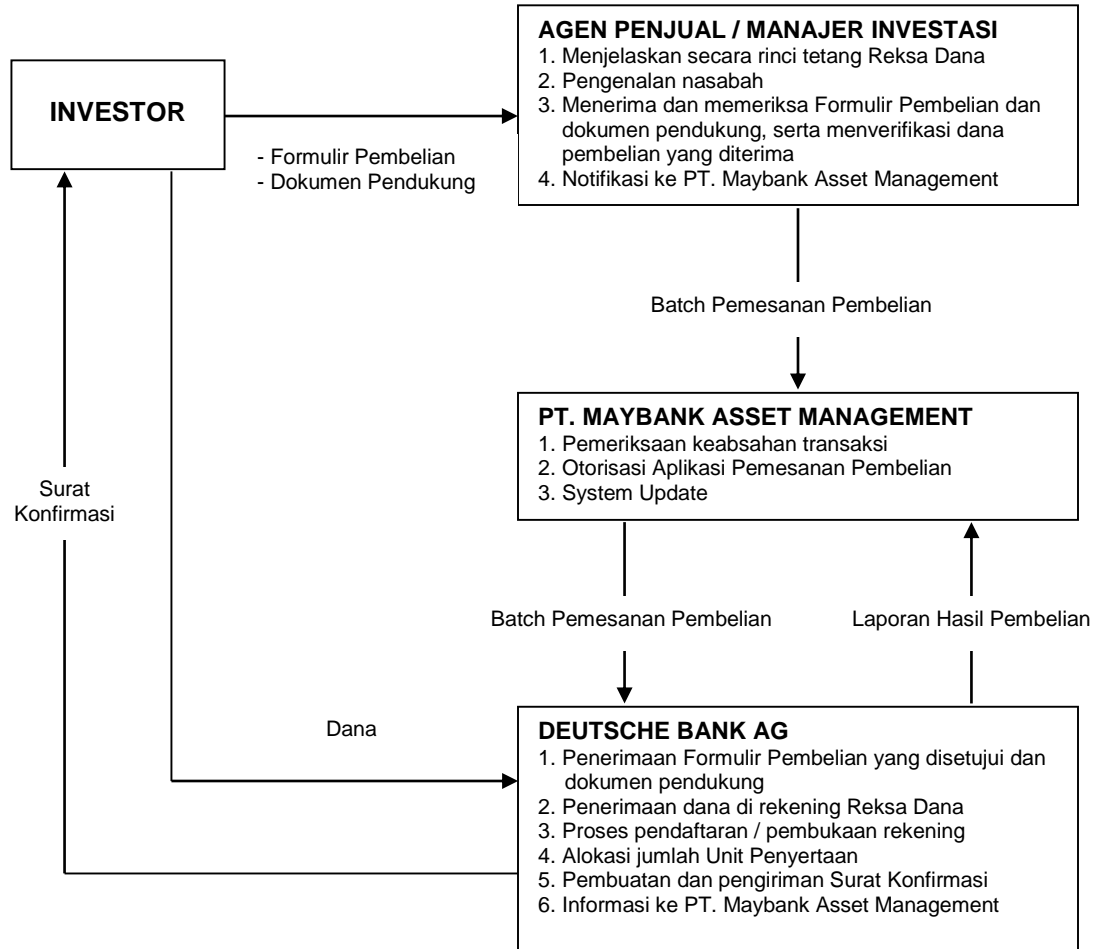 AGEN PENJUAL / MANAJER INVESTASI
1. Menjelaskan secara rinci tetang Reksa Dana
2. Pengenalan nasabah
3. Menerima dan memeriksa Formulir Pembelian dan
dokumen pendukung, serta menverifikasi dana
pembelian yang diterima
4. Notifikasi ke PT. Maybank Asset Management
INVESTOR
- Formulir Pembelian
- Dokumen Pendukung
Batch Pemesanan Pembelian
PT. MAYBANK ASSET MANAGEMENT
1. Pemeriksaan keabsahan transaksi
2. Otorisasi Aplikasi Pemesanan Pembelian
3. System Update
Surat
Konfirmasi
Batch Pemesanan Pembelian
Laporan Hasil Pembelian
Dana
DEUTSCHE BANK AG
1. Penerimaan Formulir Pembelian yang disetujui dan
dokumen pendukung
2. Penerimaan dana di rekening Reksa Dana
3. Proses pendaftaran / pembukaan rekening
4. Alokasi jumlah Unit Penyertaan
5. Pembuatan dan pengiriman Surat Konfirmasi
6. Informasi ke PT. Maybank Asset Management